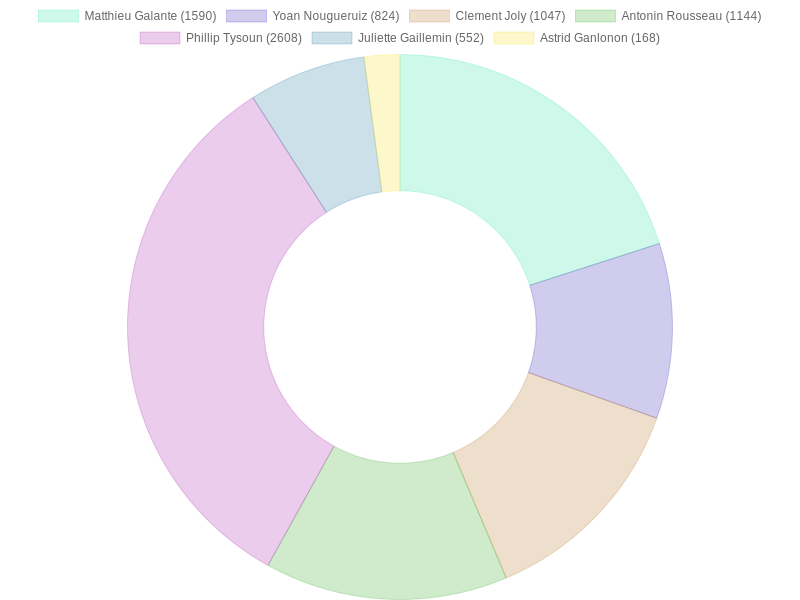 Matthieu Galante (1590) Yoan Nougueruiz (824) Clement Joly (1047) Antonin Rousseau (1144)
Phillip Tysoun (2608) Juliette Gaillemin (552) Astrid Ganlonon (168)